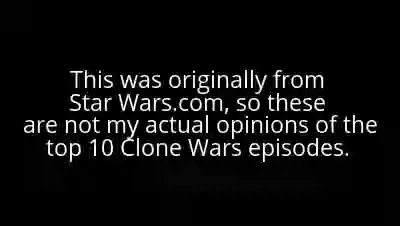 This was originally from
Star Wars.com, so these
are not my actual opinions of the
top 10 Clone Wars episodes.